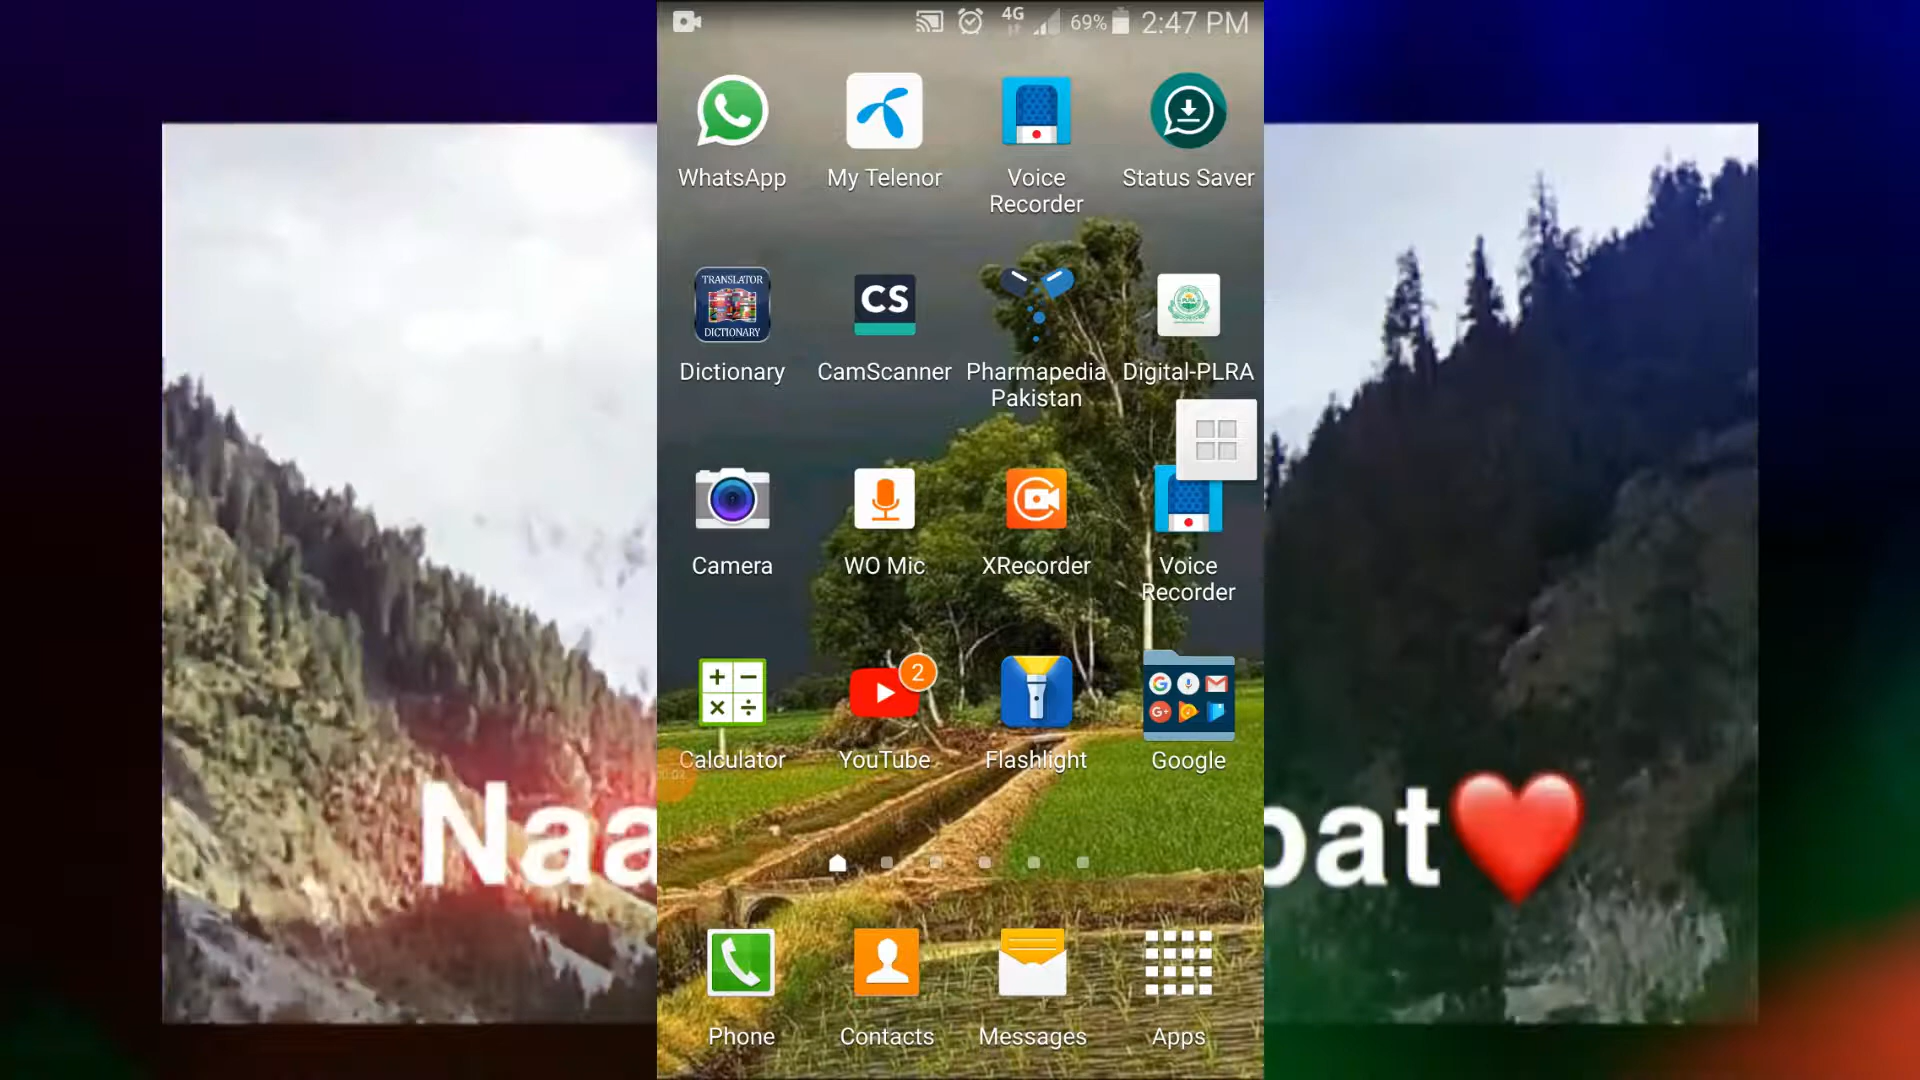 4G 69% 2:47 PM
WhatsApp
My Telenor
Voice
Recorder
Status Saver
TRANSLATOR
DICTIONARY
Dictionary
CS
CamScanner
Pharmapedia
Pakistan
Digital-PLRA
Camera
WO Mic
XRecorder
Voice
Recorder
Calculator
2
YouTube
Flashlight
Google
Naa
bat❤️
Phone
Contacts
Messages
Apps